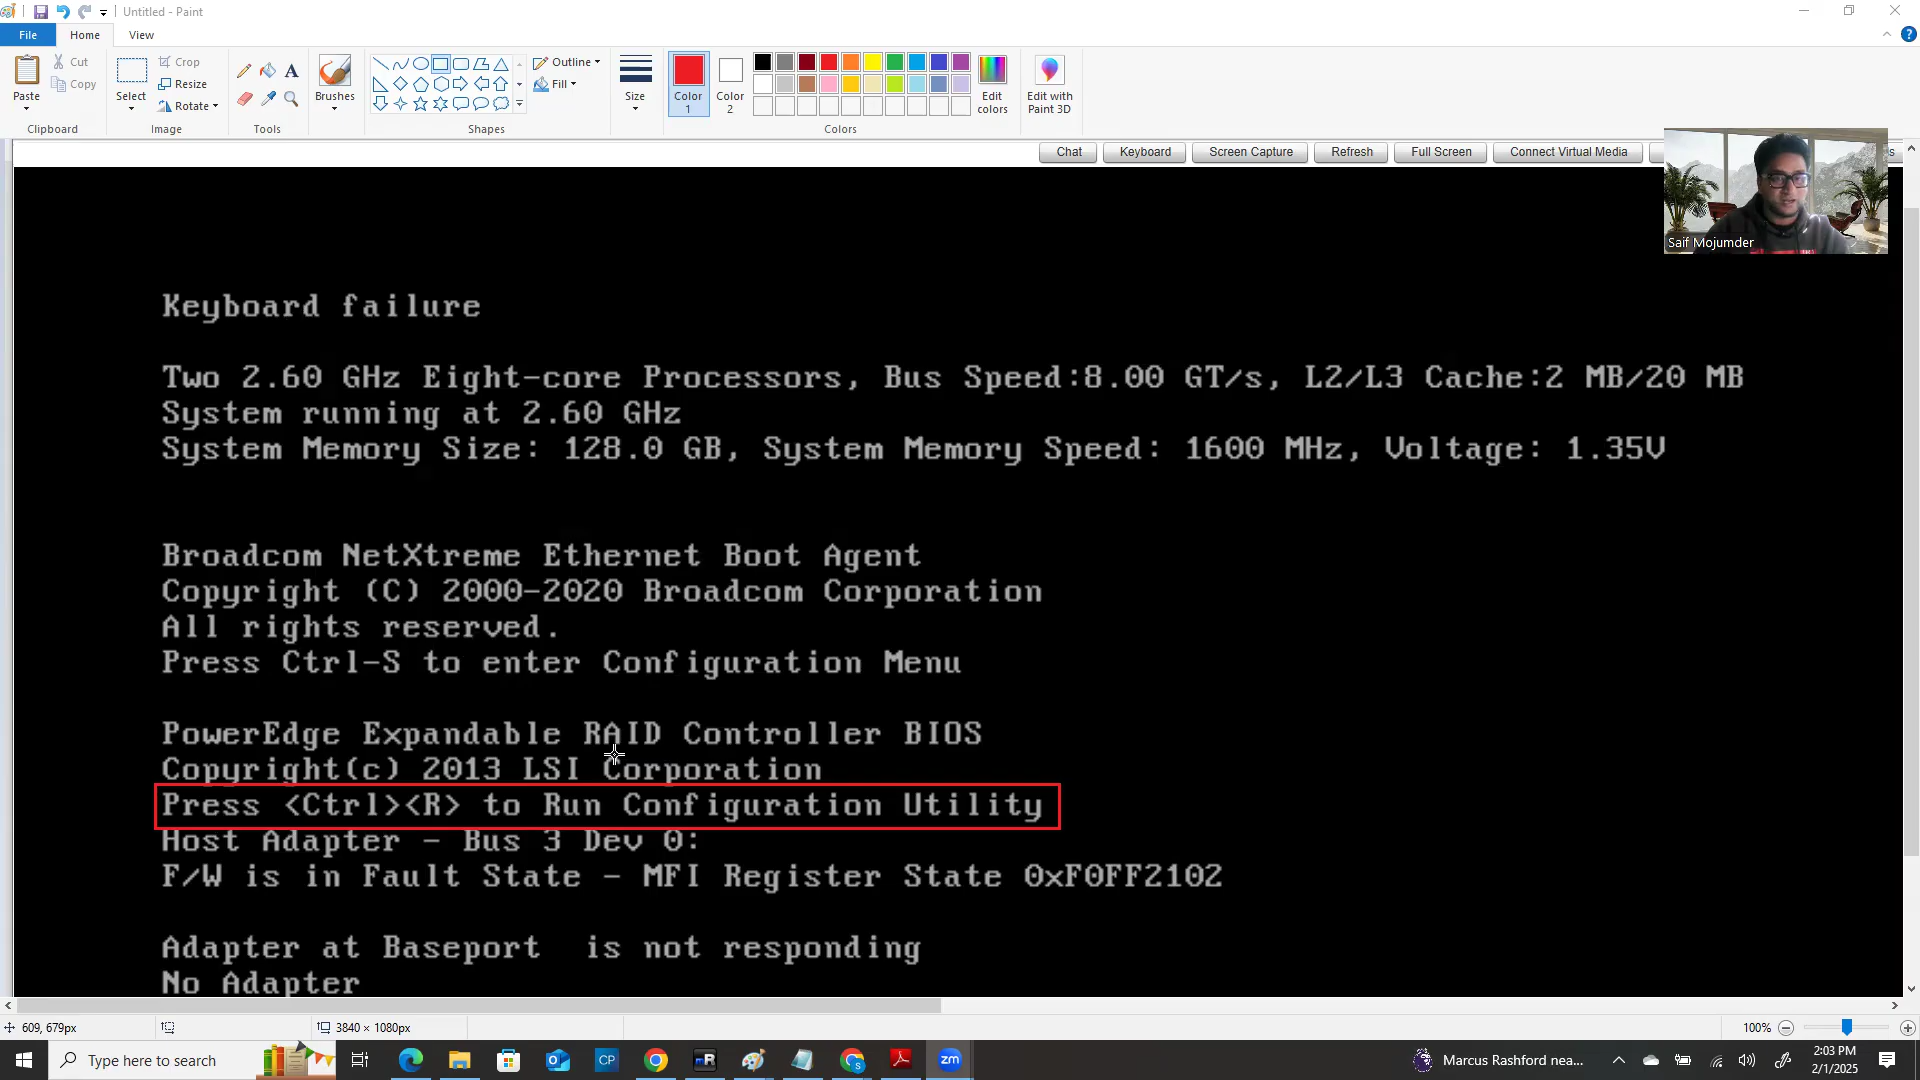 Untitled - Paint
File
Home
View
Paste
Cut
Copy
Clipboard
Select
Crop
Resize
Rotate
Image
Tools
Brushes
Shapes
Outline
Fill
Size
Color 1
Color 2
Colors
Edit colors
Edit with Paint 3D
Chat
Keyboard
Screen Capture
Refresh
Full Screen
Connect Virtual Media
s
Saif Mojumder
Keyboard failure
Two 2.60 GHz Eight-core Processors, Bus Speed:8.00 GT/s, L2/L3 Cache:2 MB/20 MB
System running at 2.60 GHz
System Memory Size: 128.0 GB, System Memory Speed: 1600 MHz, Voltage: 1.35V
Broadcom NetXtreme Ethernet Boot Agent
Copyright (C) 2000-2020 Broadcom Corporation
All rights reserved.
Press Ctrl-S to enter Configuration Menu
PowerEdge Expandable RAID Controller BIOS
Copyright(c) 2013 LSI Corporation
Press <Ctrl><R> to Run Configuration Utility
Host Adapter - Bus 3 Dev 0:
F/W is in Fault State - MFI Register State 0xF0FF2102
Adapter at Baseport  is not responding
No Adapter
609, 679px
3840 × 1080px
100%
Type here to search
CP
R
zm
Marcus Rashford nea...
2:03 PM
2/1/2025